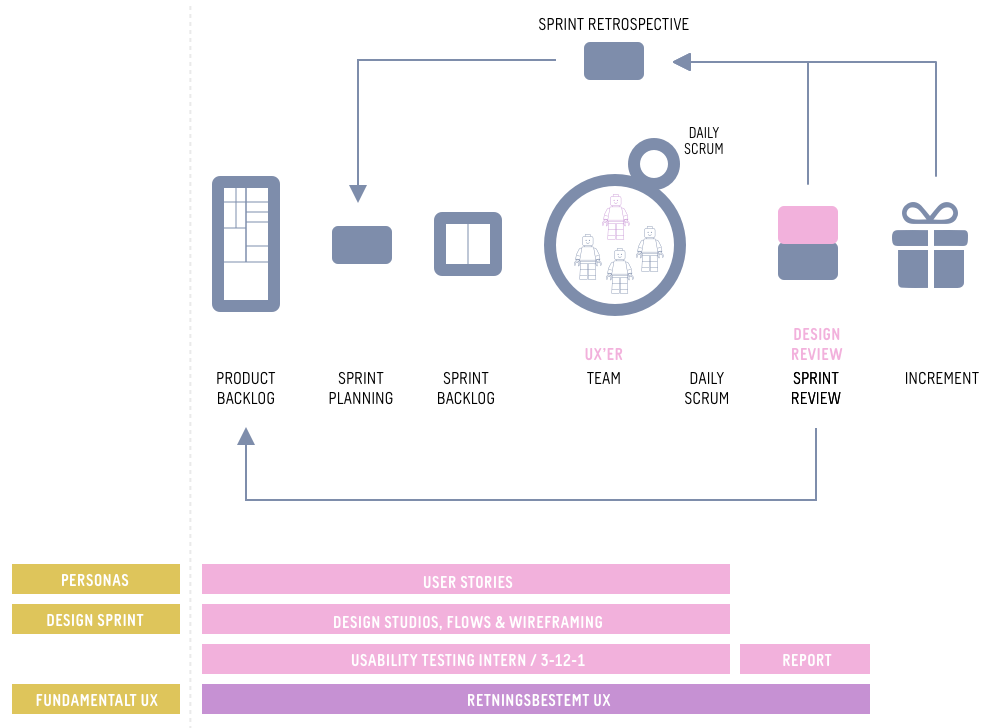 SPRINT RETROSPECTIVE
DAILY
SCRUM
DESIGN
REVIEW
UX'ER
PRODUCT
BACKLOG
SPRINT
PLANNING
SPRINT
BACKLOG
TEAM
DAILY
SCRUM
SPRINT
REVIEW
INCREMENT
PERSONAS
USER STORIES
DESIGN SPRINT
DESIGN STUDIOS, FLOWS & WIREFRAMING
USABILITY TESTING INTERN / 3-12-1
REPORT
FUNDAMENTALT UX
RETNINGSBESTEMT UX